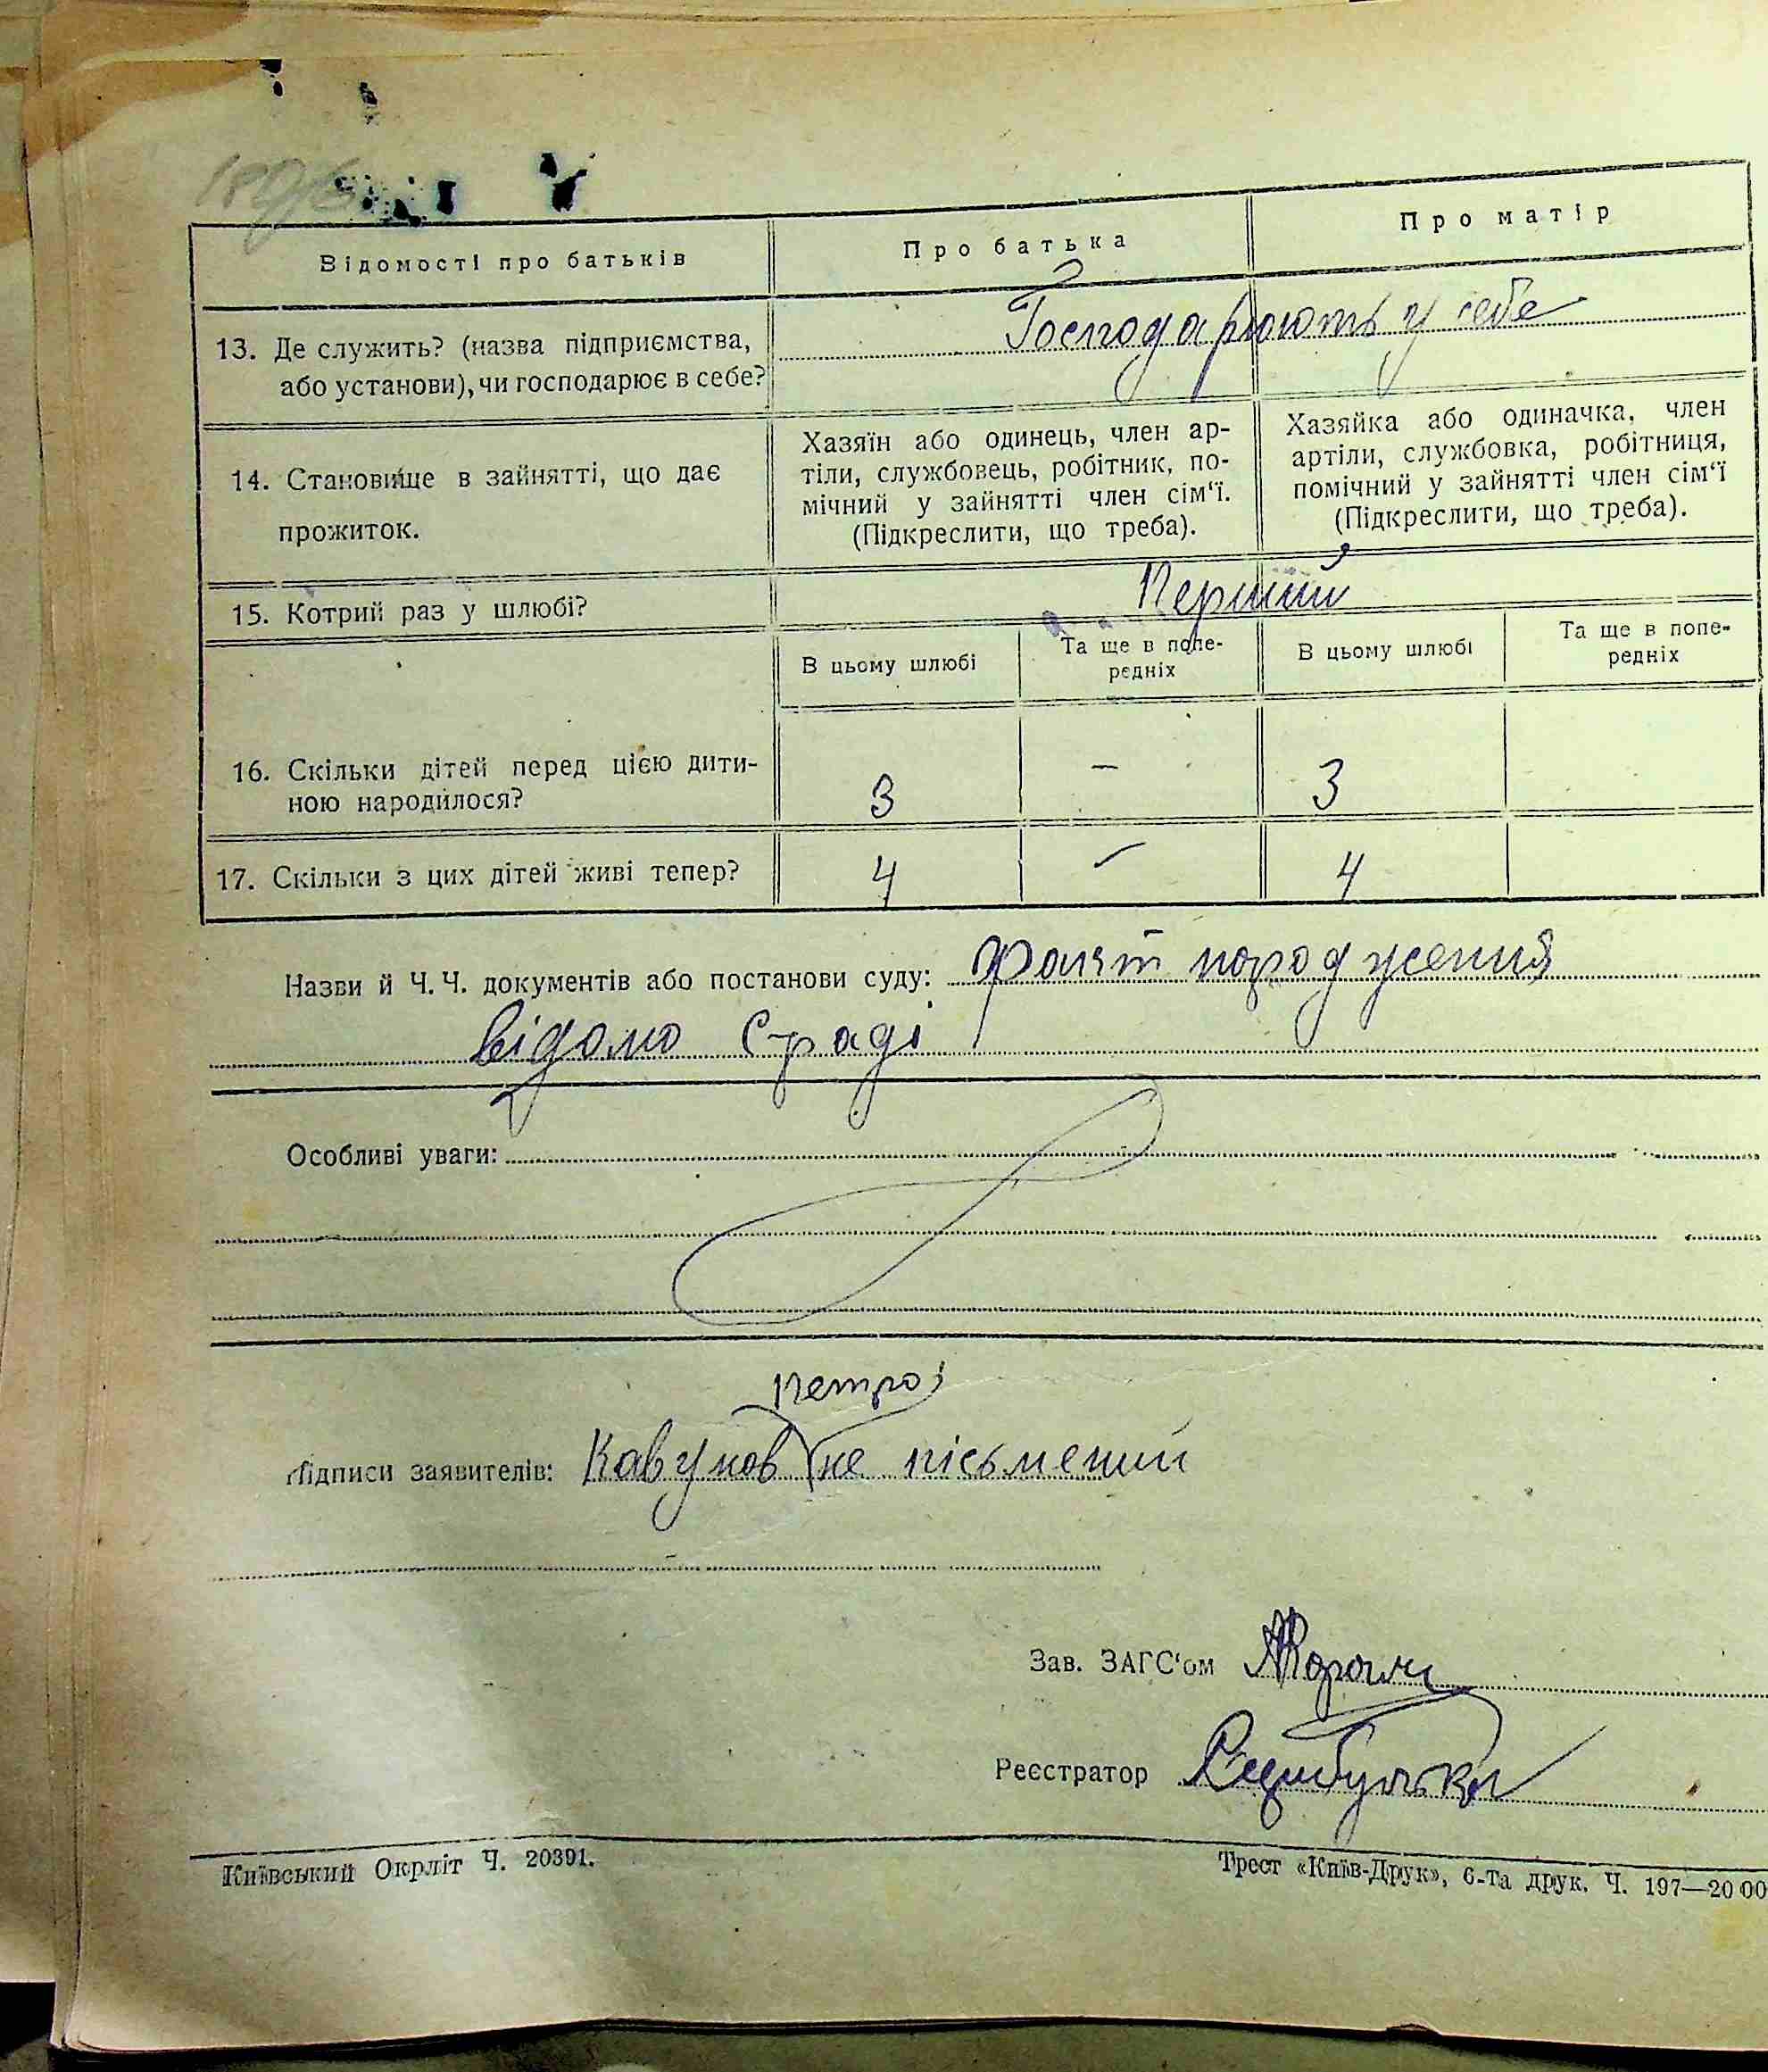 Відомості про батьків
Про батька
Про матір
13. Де служить? (назва підприємства,
або установи), чи господарює в себе?
Господарюють у себе
14. Становище в зайнятті, що дає
прожиток.
Хазяїн або одинець, член ар-
тіли, службовець, робітник, по-
мічний у зайнятті член сім'ї.
(Підкреслити, що треба).
Хазяйка або одиначка, член
артіли, службовка, робітниця,
помічний у зайнятті член сім'ї
(Підкреслити, що треба).
15. Котрий раз у шлюбі?
Перший
В цьому шлюбі
Та ще в попе-
редніх
В цьому шлюбі
Та ще в попе-
редніх
16. Скільки дітей перед цією дити-
ною народилося?
3 – 3
17. Скільки з цих дітей живі тепер?
4 – 4
Назви й Ч. Ч. документів або постанови суду: Факт народження
відомо С/раді
Особливі уваги:
Петро
Підписи заявителів: Кавунов не пісьмений
Зав. ЗАГС'ом
Реєстратор
Київський Окрліт Ч. 20391.
Трест «Київ-Друк», 6-та друк. Ч. 197—20 00